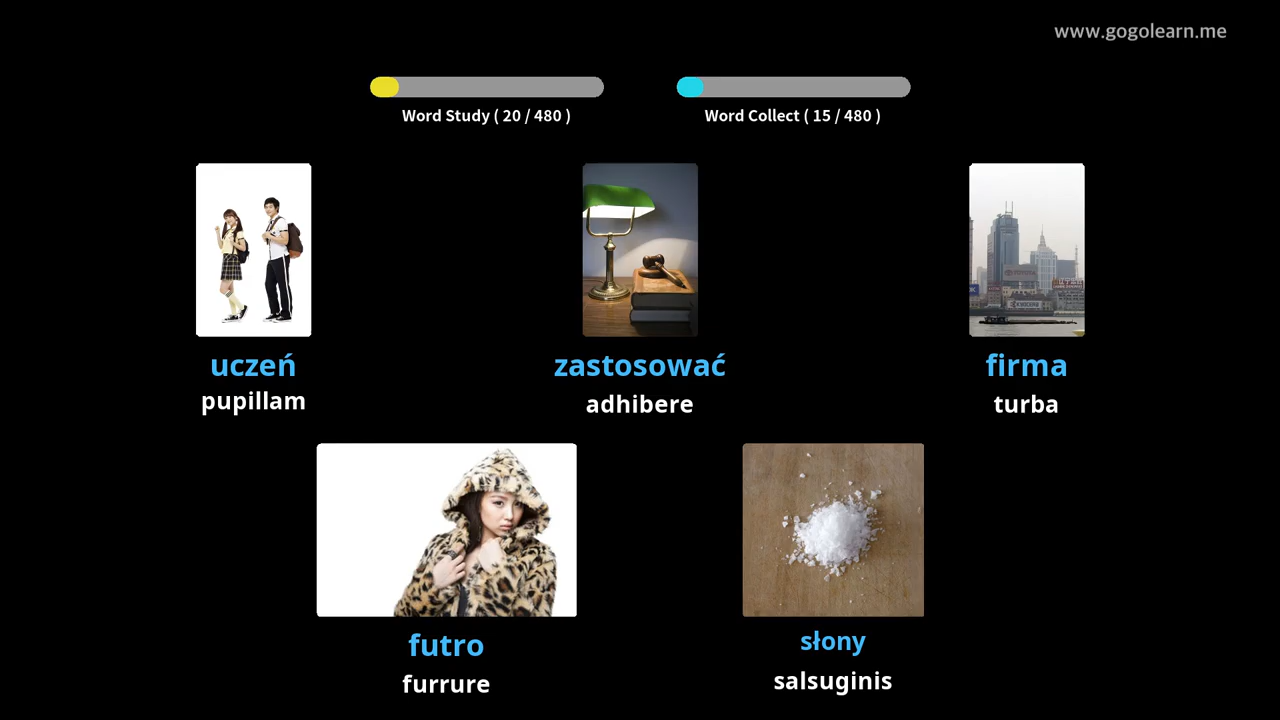 www.gogolearn.me
Word Study ( 20 / 480 )
Word Collect ( 15 / 480 )
TOYOTA
uczeń
zastosować
firma
pupillam
adhibere
turba
futro
słony
furrure
salsuginis